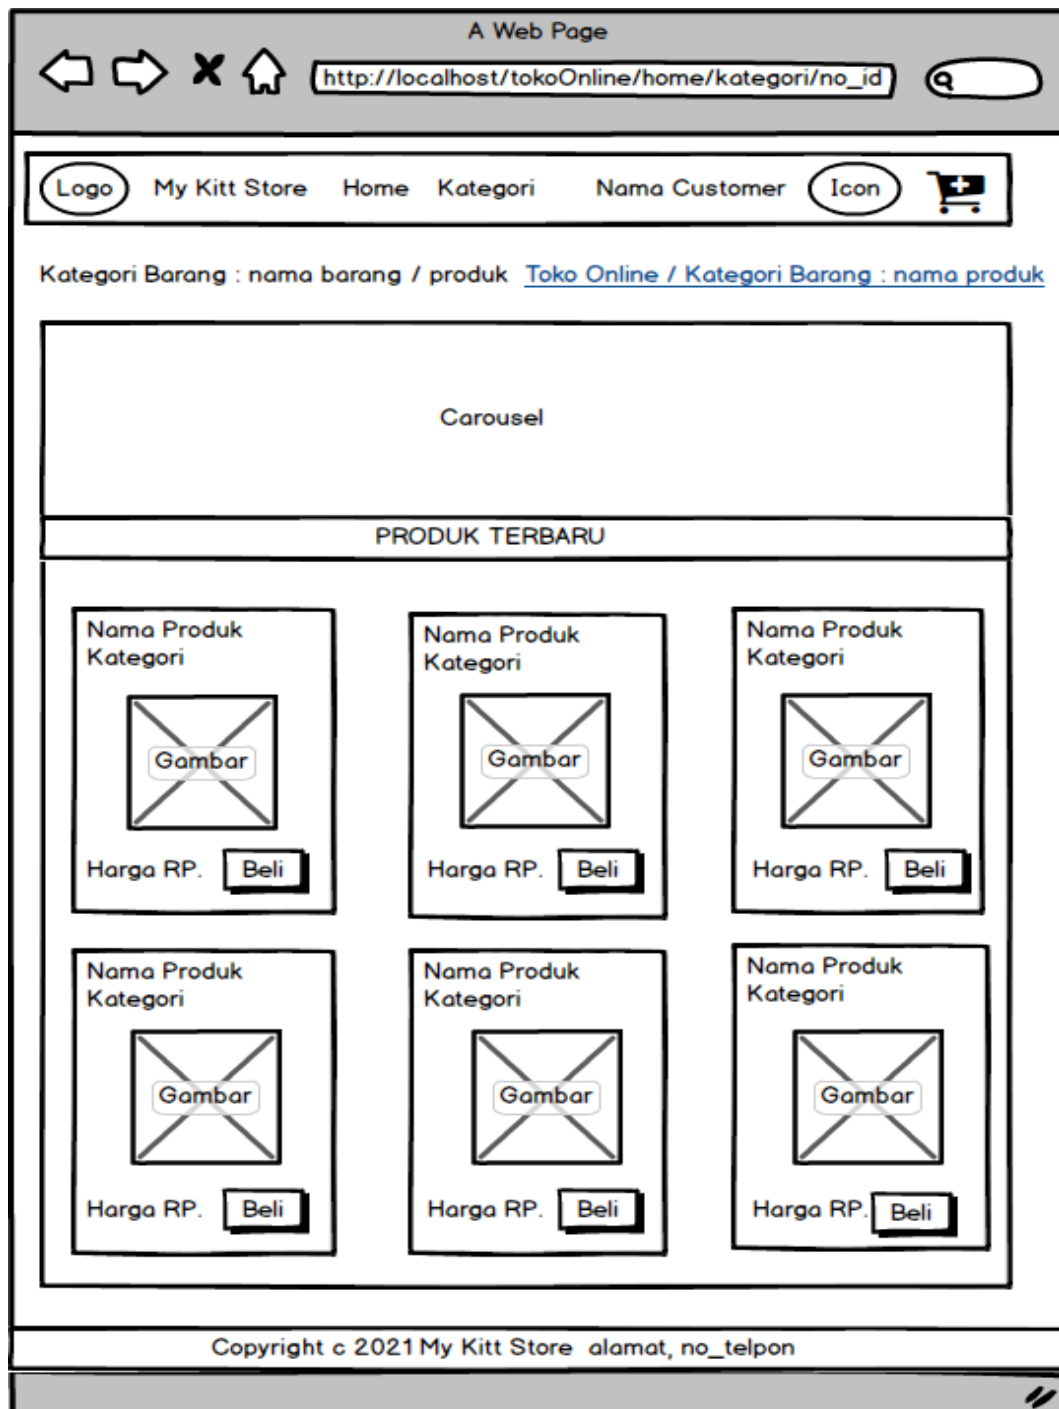 A Web Page
http://localhost/tokoOnline/home/kategori/no_id
Logo My Kitt Store Home Kategori Nama Customer Icon
Kategori Barang : nama barang / produk Toko Online / Kategori Barang : nama produk
Carousel
PRODUK TERBARU
Nama Produk
Kategori
Gambar
Harga RP. Beli
Nama Produk
Kategori
Gambar
Harga RP. Beli
Nama Produk
Kategori
Gambar
Harga RP. Beli
Nama Produk
Kategori
Gambar
Harga RP. Beli
Nama Produk
Kategori
Gambar
Harga RP. Beli
Nama Produk
Kategori
Gambar
Harga RP. Beli
Copyright c 2021 My Kitt Store alamat, no_telpon